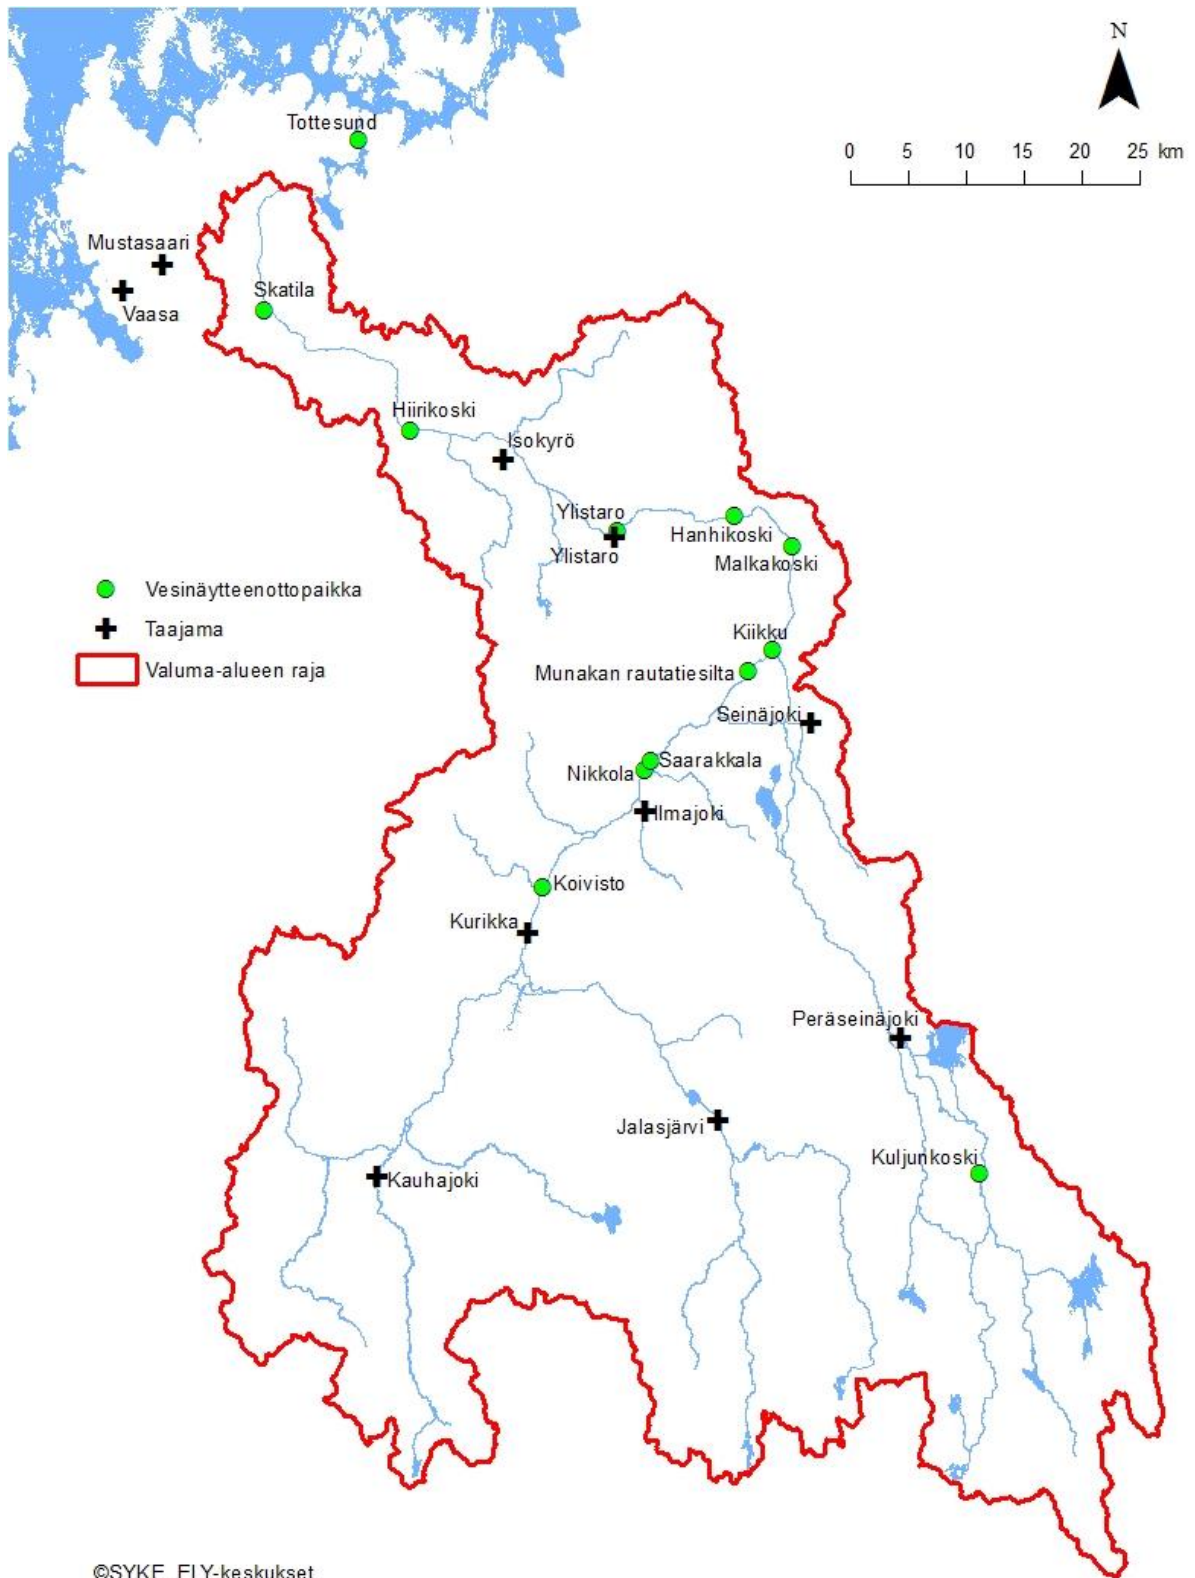 N
0 5 10 15 20 25 km
Tottesund
Mustasaari
Vaasa
Skatila
Hiirikoski
Isokyrö
Ylistaro
Ylistaro
Hanhikoski
Malkakoski
Vesinäytteenottopaikka
Taajama
Valuma-alueen raja
Kiikku
Munakan rautatiesilta
Seinäjoki
Saarakkala
Nikkola
Ilmajoki
Koivisto
Kurikka
Peräseinäjoki
Jalasjärvi
Kuljunkoski
Kauhajoki
©SYKE, ELY-keskukset